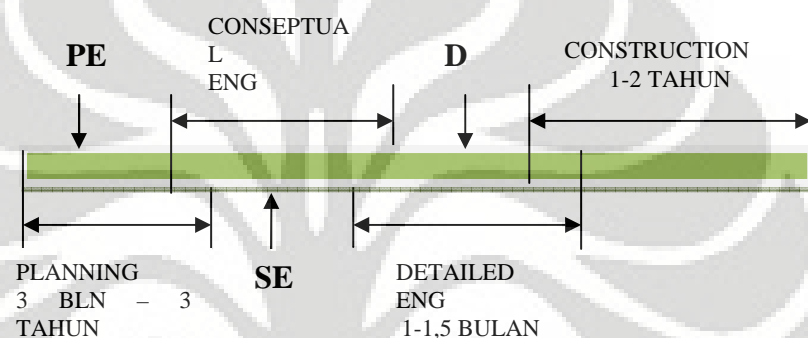 CONSEPTUA
L
ENG
PE
D
CONSTRUCTION
1-2 TAHUN
PLANNING
3 BLN – 3
TAHUN
SE
DETAILED
ENG
1-1,5 BULAN